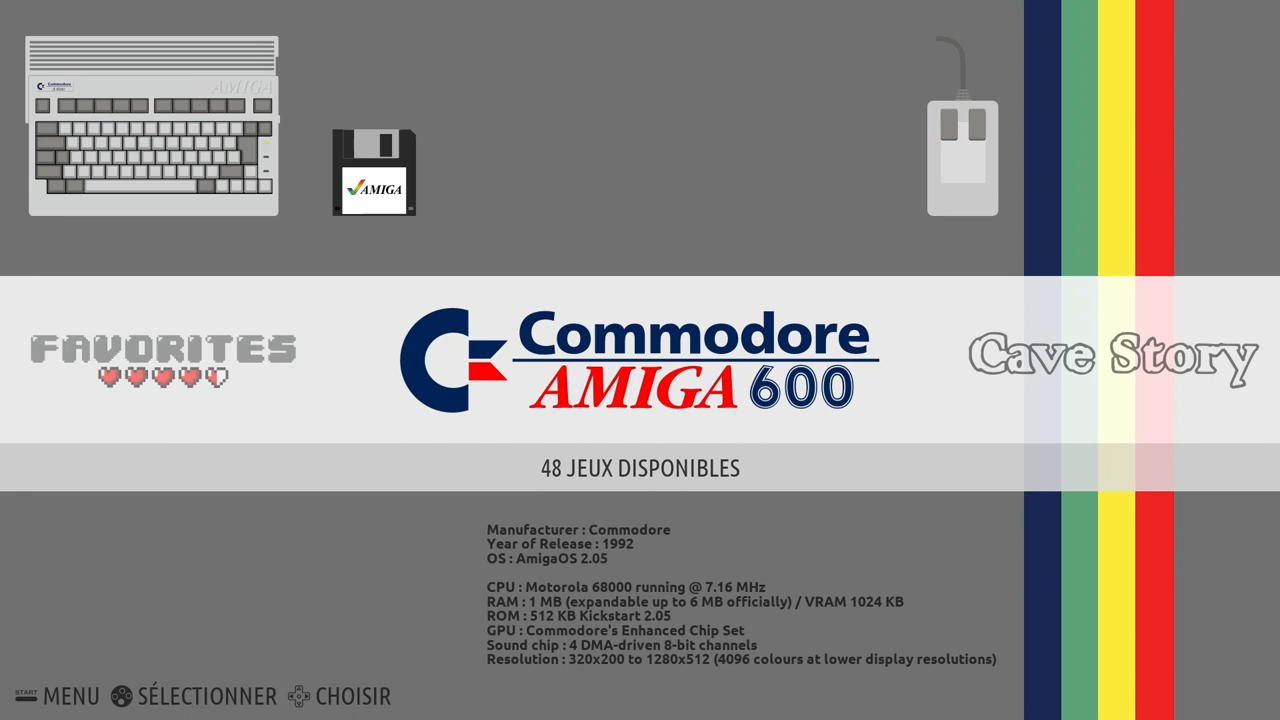 Commodore
AMIGA
AMIGA
FAVORITES
Commodore
AMIGA 600
Cave Story
48 JEUX DISPONIBLES
Manufacturer : Commodore
Year of Release : 1992
OS : AmigaOS 2.05
CPU : Motorola 68000 running @ 7.16 MHz
RAM : 1 MB (expandable up to 6 MB officially) / VRAM 1024 KB
ROM : 512 KB Kickstart 2.05
GPU : Commodore's Enhanced Chip Set
Sound chip : 4 DMA-driven 8-bit channels
Resolution : 320x200 to 1280x512 (4096 colours at lower display resolutions)
START MENU SÉLECTIONNER CHOISIR